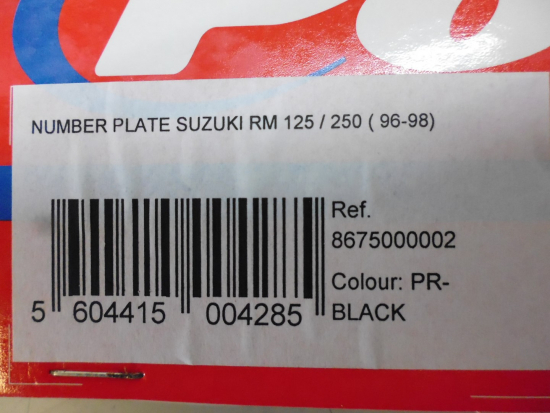 NUMBER PLATE SUZUKI RM 125 / 250 ( 96-98)
Ref.
8675000002
Colour: PR-
BLACK
5 604415 004285